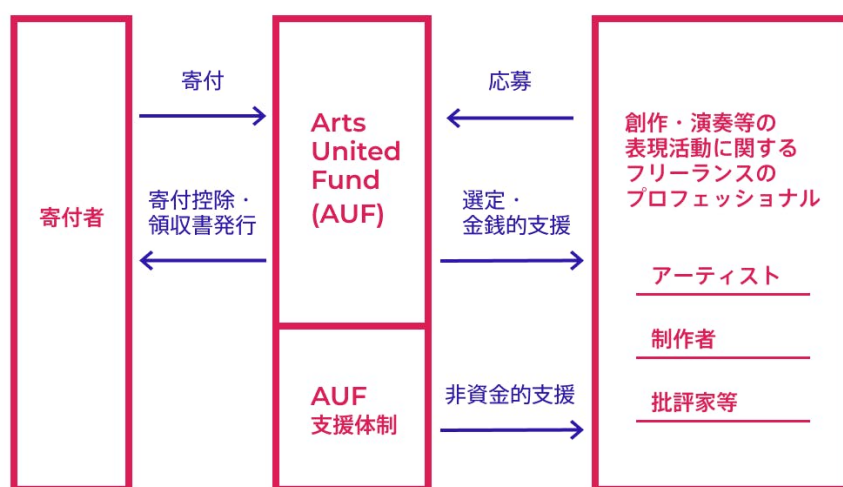 寄付者
寄付
寄付控除・
領収書発行
Arts
United
Fund
(AUF)
AUF
支援体制
応募
選定・
金銭的支援
非資金的支援
創作・演奏等の
表現活動に関する
フリーランスの
プロフェッショナル
アーティスト
制作者
批評家等